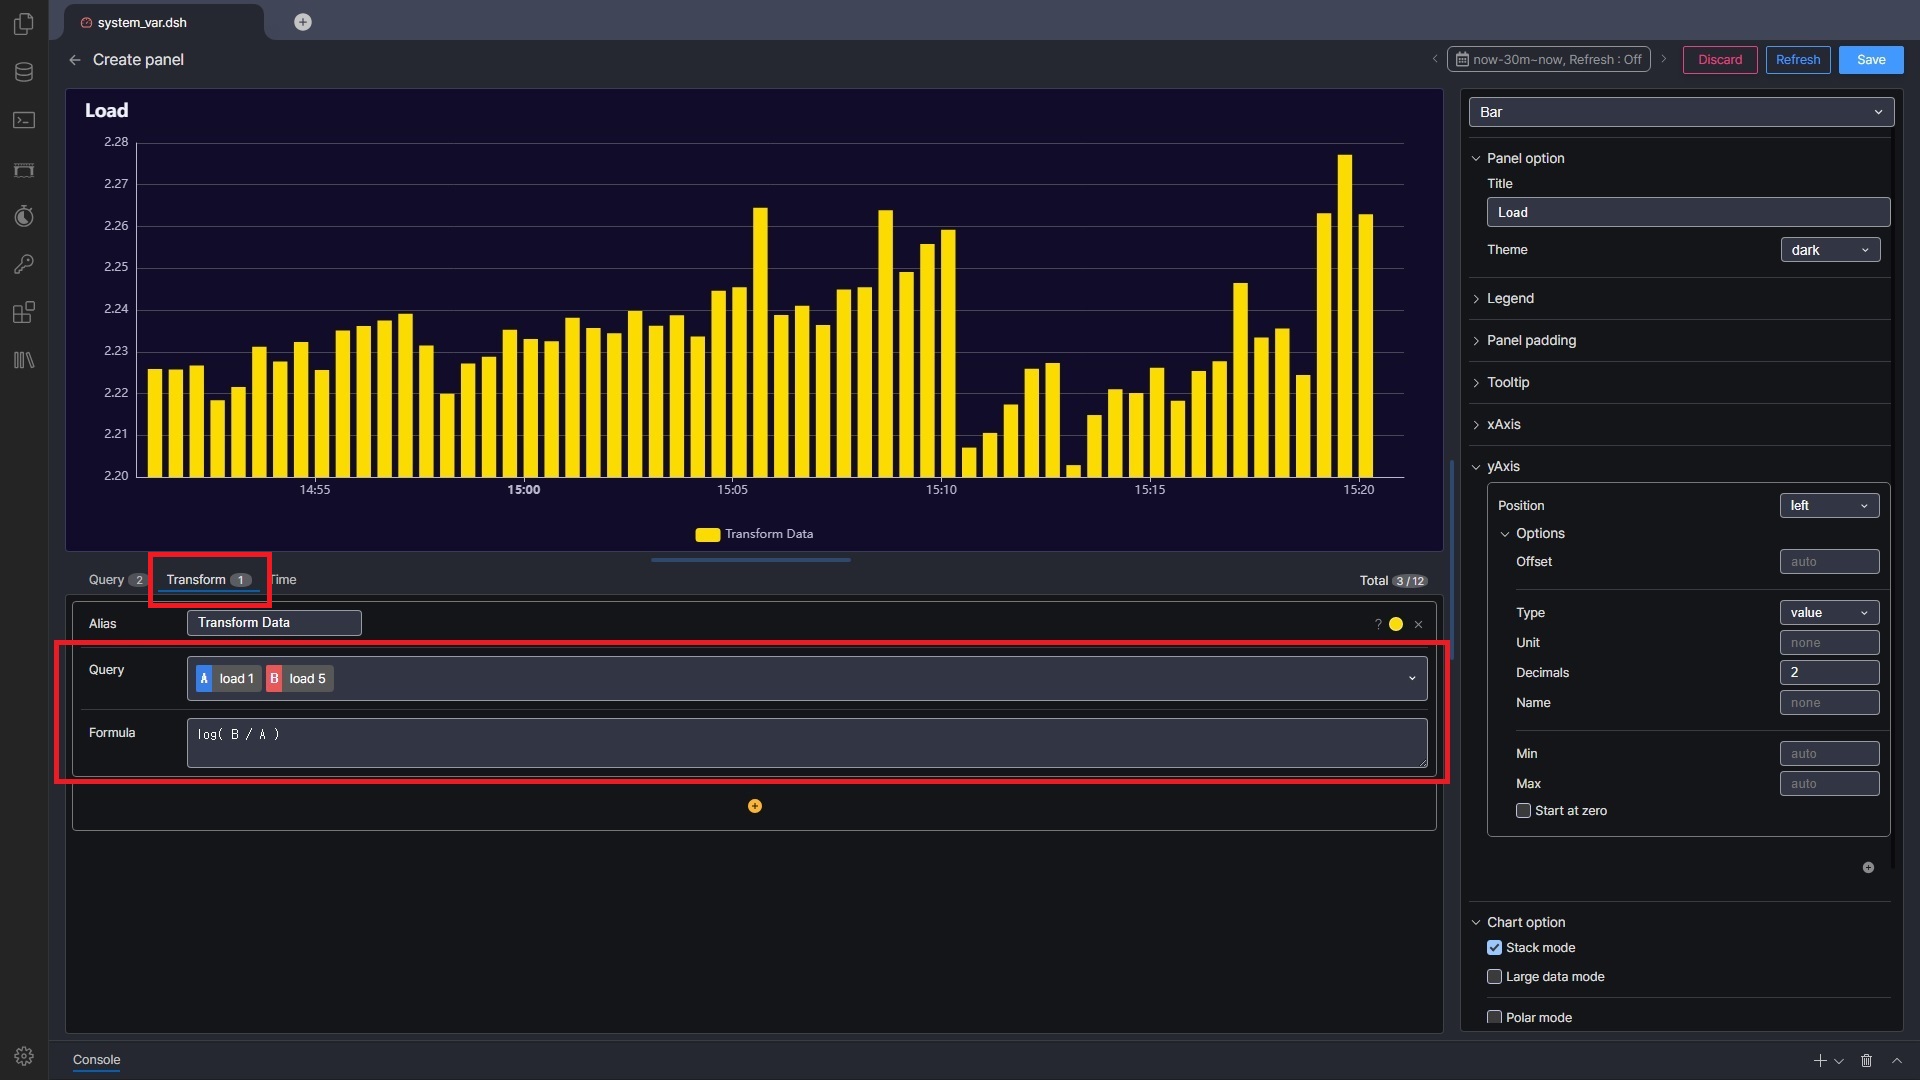 system_var.dsh
Create panel
now-30m~now, Refresh : Off
Discard
Refresh
Save
Load
2.28
2.27
2.26
2.25
2.24
2.23
2.22
2.21
2.20
14:55
15:00
15:05
15:10
15:15
15:20
Transform Data
Query 2
Transform 1
Time
Total 3 / 12
Alias
Transform Data
?
Query
A load 1 B load 5
Formula
log( B / A )
Bar
Panel option
Title
Load
Theme
dark
Legend
Panel padding
Tooltip
xAxis
yAxis
Position
left
Options
Offset
auto
Type
value
Unit
none
Decimals
2
Name
none
Min
auto
Max
auto
Start at zero
Chart option
Stack mode
Large data mode
Polar mode
Console